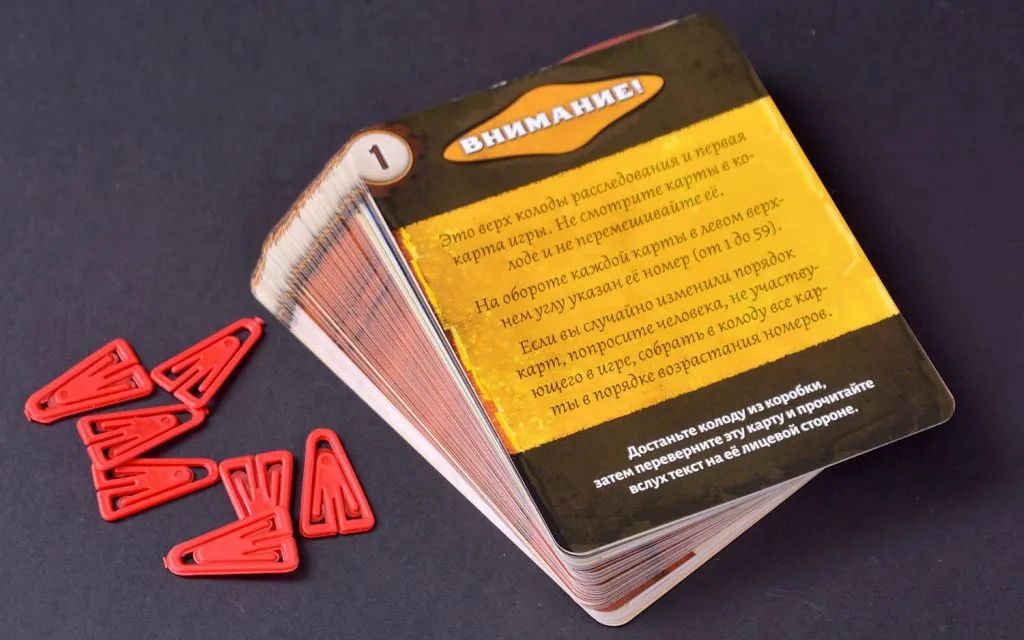 1
ВНИМАНИЕ!
Это верх колоды расследования и первая
карта игры. Не смотрите карты в ко-
лоде и не перемешивайте её.
На обороте каждой карты в левом верх-
нем углу указан её номер (от 1 до 59).
Если вы случайно изменили порядок
карт, попросите человека, не участву-
ющего в игре, собрать в колоду все кар-
ты в порядке возрастания номеров.
Достаньте колоду из коробки,
затем переверните эту карту и прочитайте
вслух текст на её лицевой стороне.